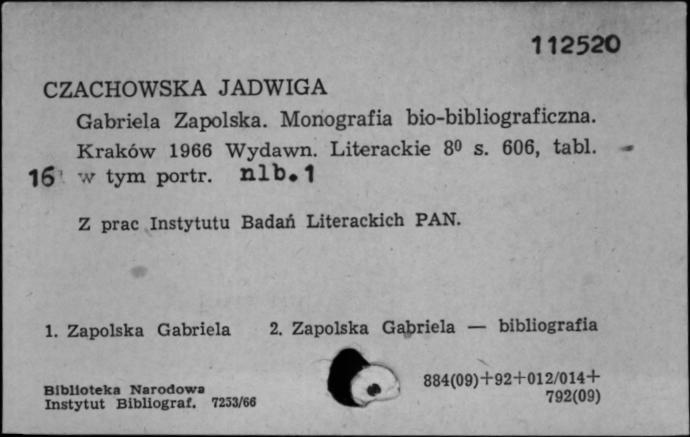 112520
CZACHOWSKA JADWIGA
Gabriela Zapolska. Monografia bio-bibliograficzna.
Kraków 1966 Wydawn. Literackie 8⁰ s. 606, tabl.
16 w tym portr. nlb. 1
Z prac Instytutu Badań Literackich PAN.
1. Zapolska Gabriela 2. Zapolska Gabriela — bibliografia
884(09)+92+012/014+
792(09)
Biblioteka Narodowa
Instytut Bibliograf. 7253/66